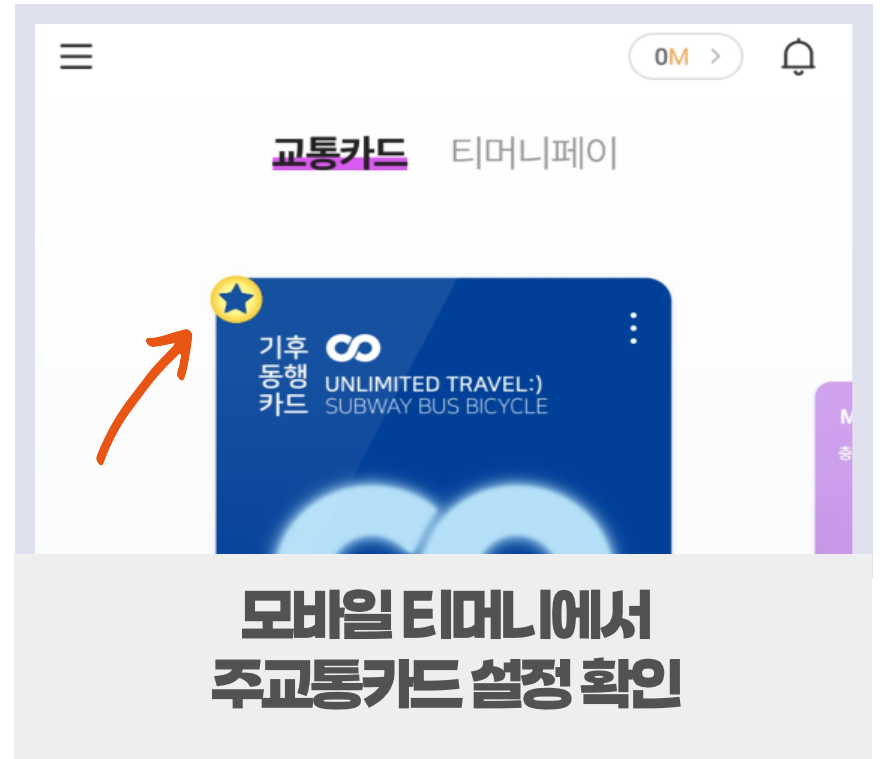 0M >
교통카드 티머니페이
기후
동행
카드
UNLIMITED TRAVEL:)
SUBWAY BUS BICYCLE
M
충
모바일 티머니에서
주교통카드 설정 확인